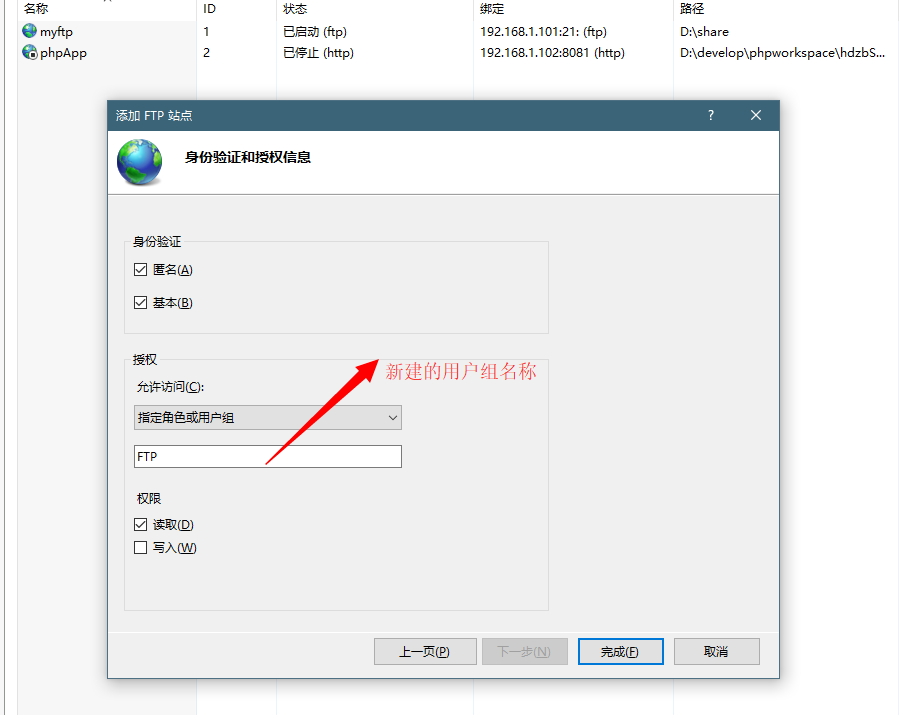 名称 ID 状态 绑定 路径
myftp 1 已启动 (ftp) 192.168.1.101:21: (ftp) D:\share
phpApp 2 已停止 (http) 192.168.1.102:8081 (http) D:\develop\phpworkspace\hdzbS...
添加 FTP 站点 ?
身份验证和授权信息
身份验证
匿名(A)
基本(B)
授权
新建的用户组名称
允许访问(C):
指定角色或用户组
FTP
权限
读取(D)
写入(W)
上一页(P) 下一步(N) 完成(F) 取消